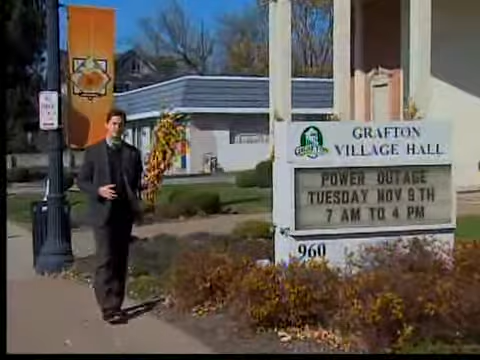 GRAFTON
VILLAGE HALL
POWER OUTAGE
TUESDAY NOV 9TH
7 AM TO 4 PM
960